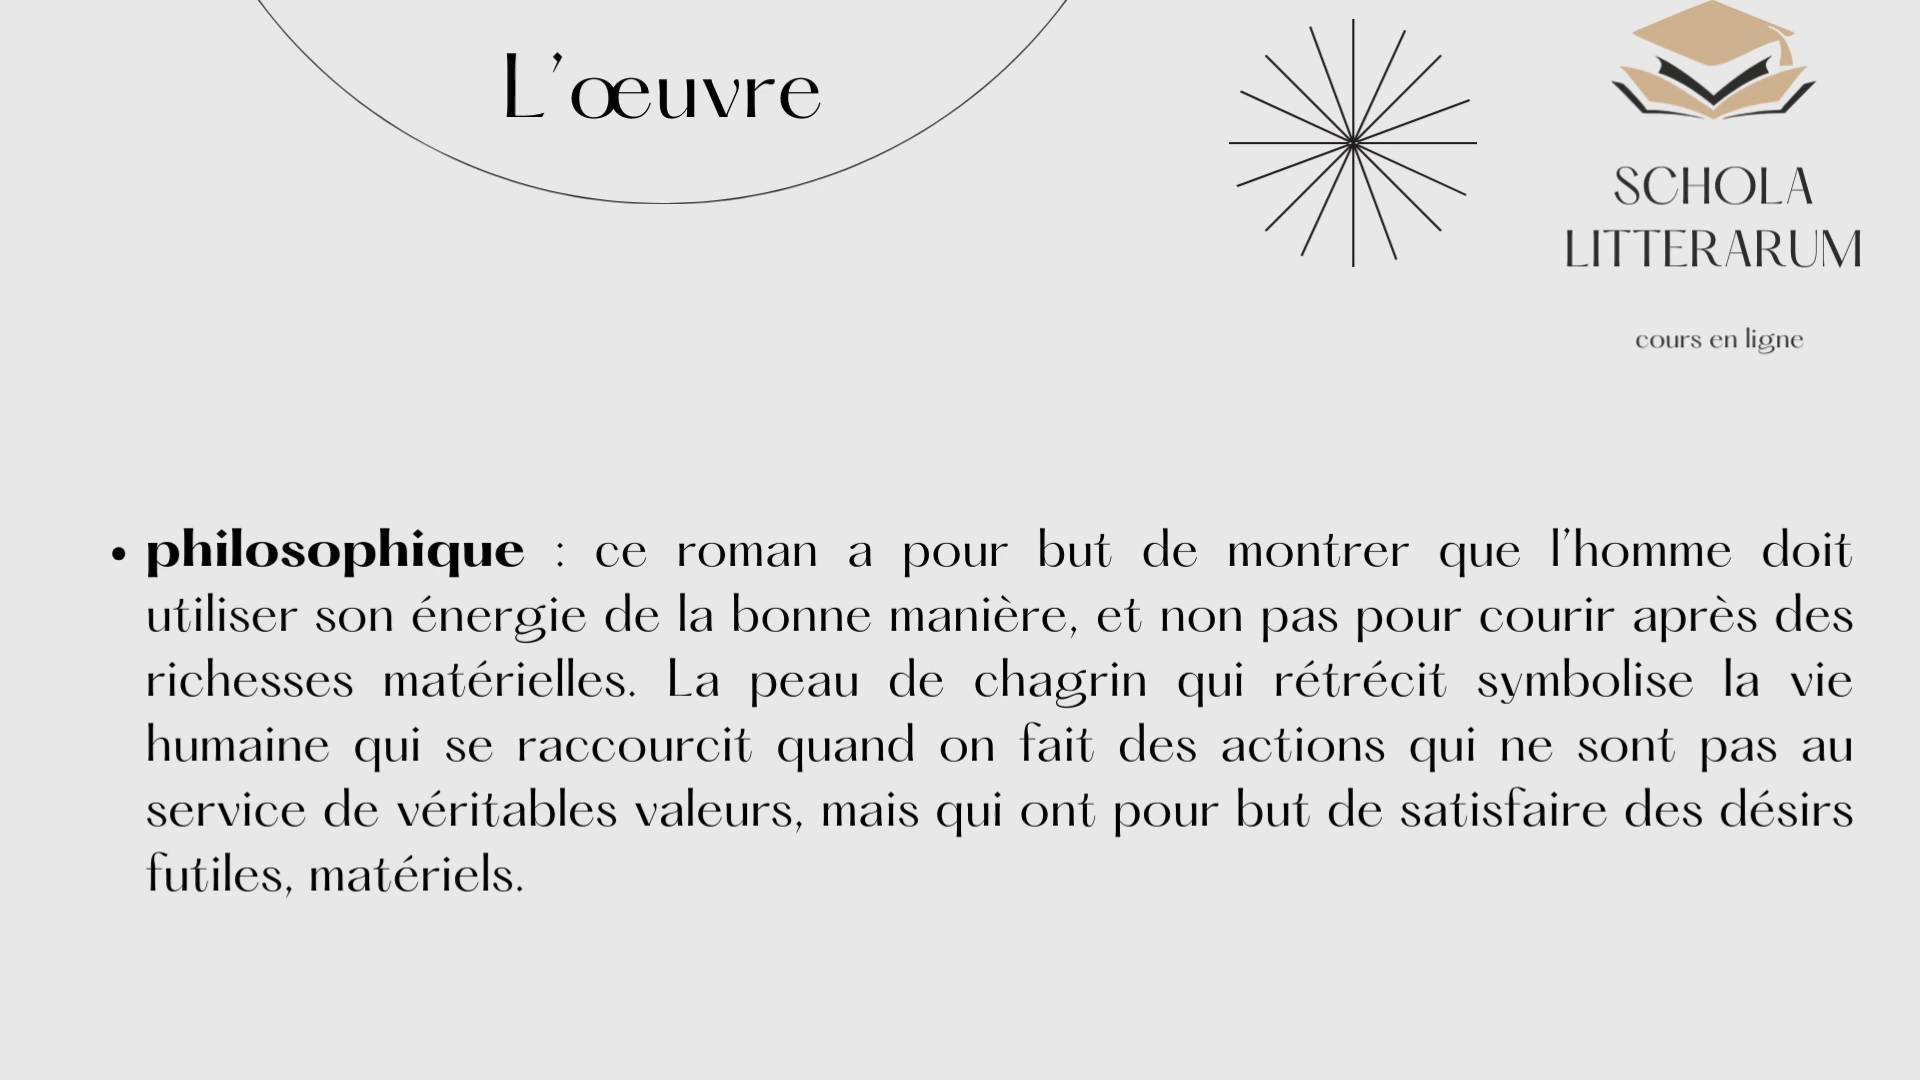 L’œuvre
SCHOLA
LITTERARUM
cours en ligne
• philosophique : ce roman a pour but de montrer que l’homme doit
utiliser son énergie de la bonne manière, et non pas pour courir après des
richesses matérielles. La peau de chagrin qui rétrécit symbolise la vie
humaine qui se raccourcit quand on fait des actions qui ne sont pas au
service de véritables valeurs, mais qui ont pour but de satisfaire des désirs
futiles, matériels.